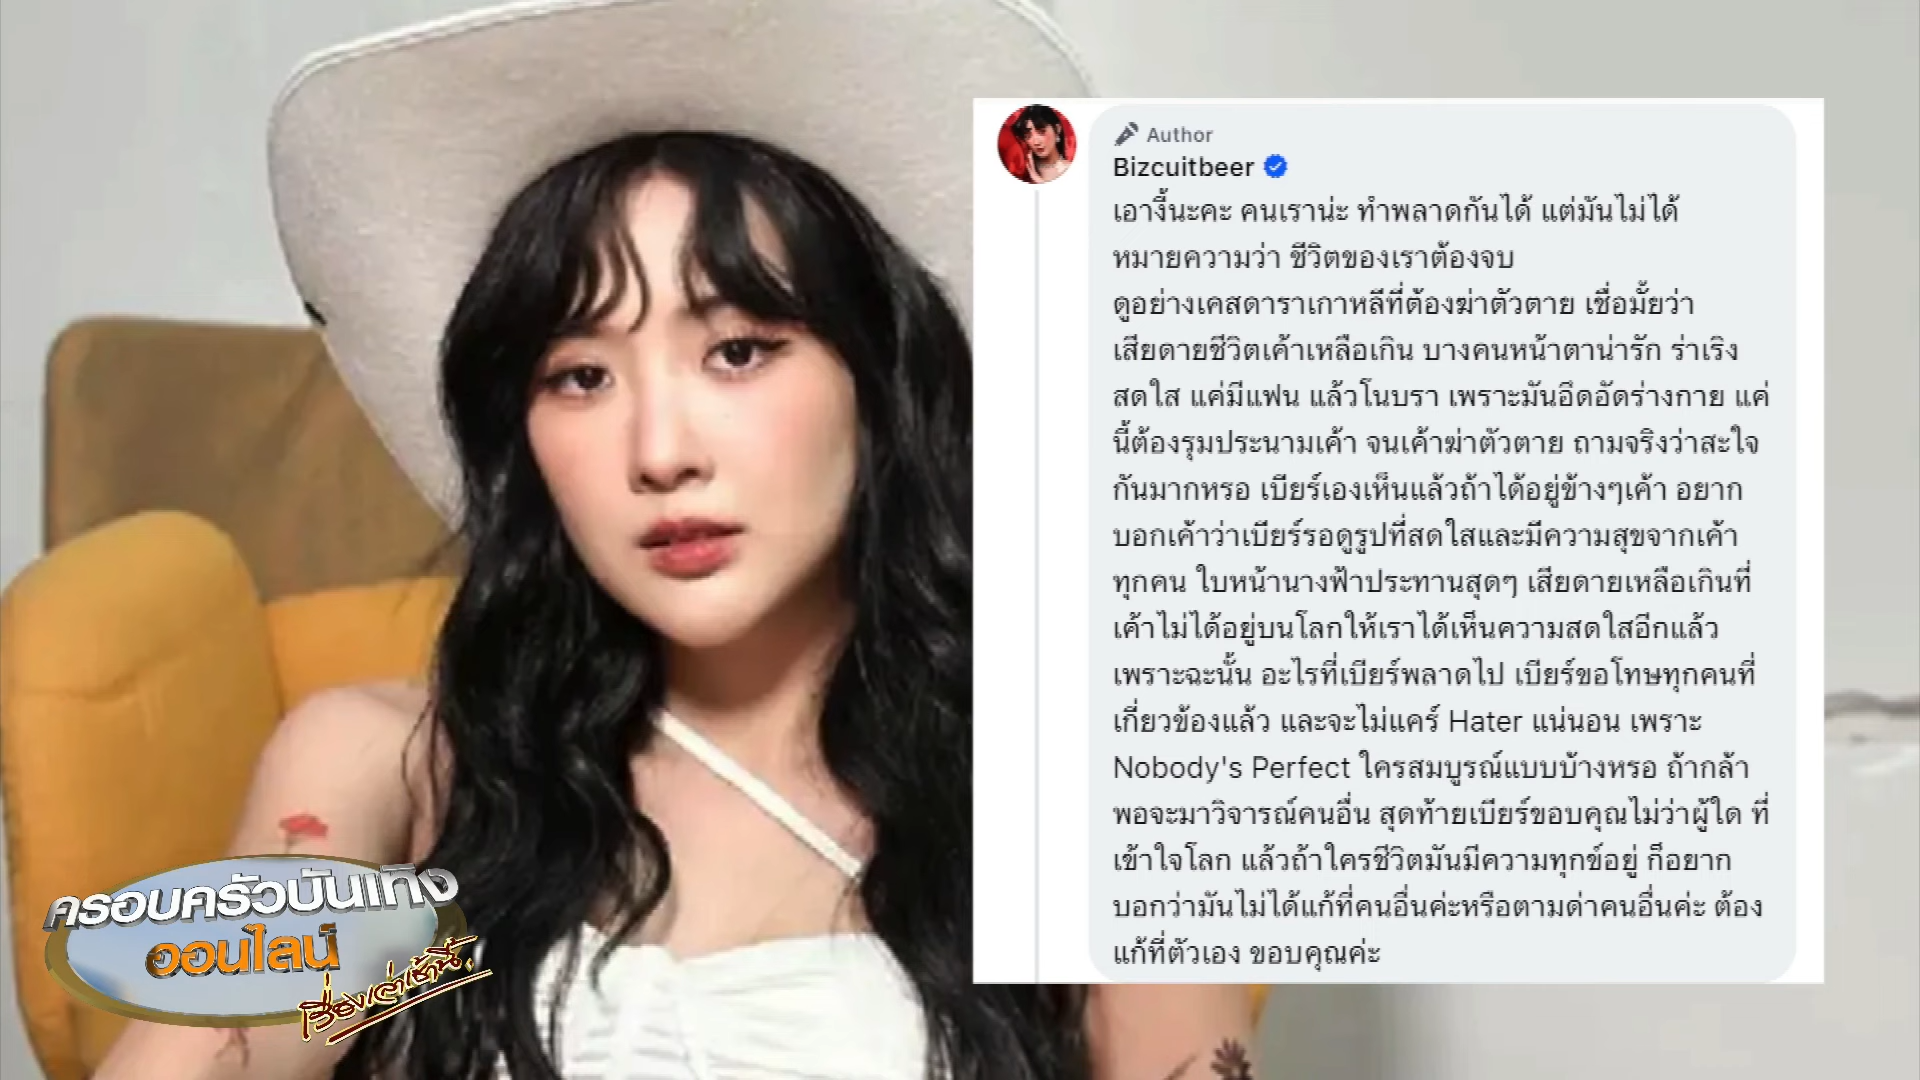 Author
Bizcuitbeer
เอางี้นะคะ คนเราน่ะ ทำพลาดกันได้ แต่มันไม่ได้
หมายความว่า ชีวิตของเราต้องจบ
ดูอย่างเคสดาราเกาหลีที่ต้องฆ่าตัวตาย เชื่อมั้ยว่า
เสียดายชีวิตเค้าเหลือเกิน บางคนหน้าตาน่ารัก ร่าเริง
สดใส แค่มีแฟน แล้วโนบรา เพราะมันอึดอัดร่างกาย แค่
นี้ต้องรุมประนามเค้า จนเค้าฆ่าตัวตาย ถามจริงว่าสะใจ
กันมากหรอ เบียร์เองเห็นแล้วถ้าได้อยู่ข้างๆเค้า อยาก
บอกเค้าว่าเบียร์รอดูรูปที่สดใสและมีความสุขจากเค้า
ทุกคน ใบหน้านางฟ้าประทานสุดๆ เสียดายเหลือเกินที่
เค้าไม่ได้อยู่บนโลกให้เราได้เห็นความสดใสอีกแล้ว
เพราะฉะนั้น อะไรที่เบียร์พลาดไป เบียร์ขอโทษทุกคนที่
เกี่ยวข้องแล้ว และจะไม่แคร์ Hater แน่นอน เพราะ
Nobody's Perfect ใครสมบูรณ์แบบบ้างหรอ ถ้ากล้า
พอจะมาวิจารณ์คนอื่น สุดท้ายเบียร์ขอบคุณไม่ว่าผู้ใด ที่
เข้าใจโลก แล้วถ้าใครชีวิตมันมีความทุกข์อยู่ ก็อยาก
บอกว่ามันไม่ได้แก้ที่คนอื่นค่ะหรือตามด่าคนอื่นค่ะ ต้อง
แก้ที่ตัวเอง ขอบคุณค่ะ
ครอบครัวบันเทิง
ออนไลน์
เรื่องเล่าเช้านี้